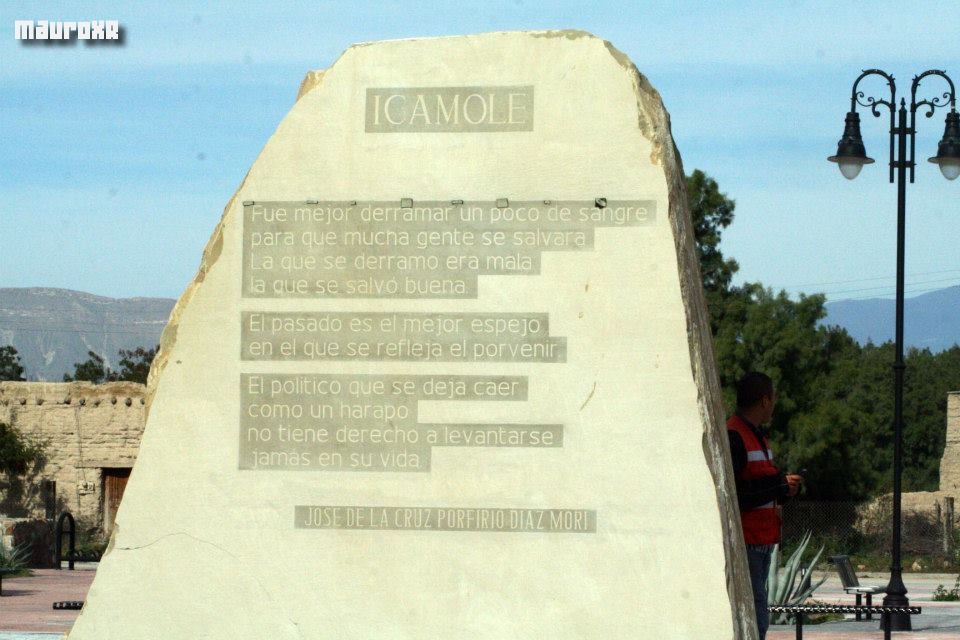 MAUROXR
ICAMOLE
Fue mejor derramar un poco de sangre
para que mucha gente se salvara
La que se derramo era mala
la que se salvó buena.
El pasado es el mejor espejo
en el que se refleja el porvenir.
El politico que se deja caer
como un harapo
no tiene derecho a levantarse
jamás en su vida
JOSE DE LA CRUZ PORFIRIO DIAZ MORI